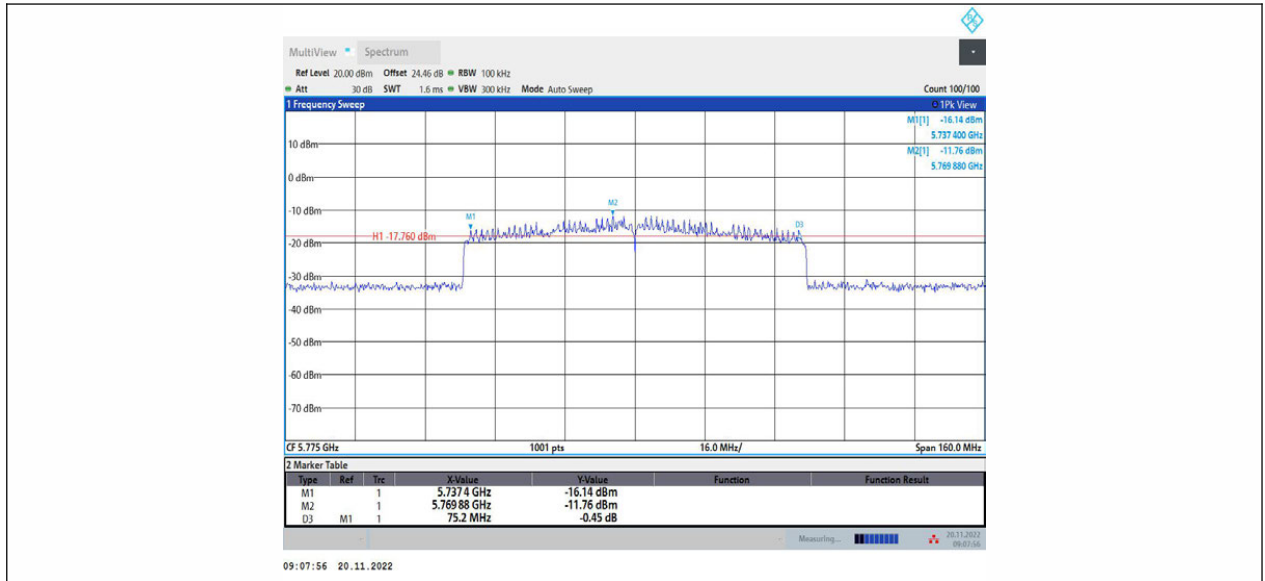 R S
MultiView Spectrum
Ref Level 20.00 dBm Offset 24.46 dB RBW 100 kHz
Att 30 dB SWT 1.6 ms VBW 300 kHz Mode Auto Sweep Count 100/100
1 Frequency Sweep 1Pk View
M1[1] -16.14 dBm
5.737 400 GHz
10 dBm
M2[1] -11.76 dBm
5.769 880 GHz
0 dBm
M2
-10 dBm
M1
D3
H1 -17.760 dBm
-20 dBm
-30 dBm
-40 dBm
-50 dBm
-60 dBm
-70 dBm
CF 5.775 GHz 1001 pts 16.0 MHz/ Span 160.0 MHz
2 Marker Table
Type Ref Trc X-Value Y-Value Function Function Result
M1 1 5.7374 GHz -16.14 dBm
M2 1 5.76988 GHz -11.76 dBm
D3 M1 1 75.2 MHz -0.45 dB
Measuring... 20.11.2022
09:07:56
09:07:56 20.11.2022